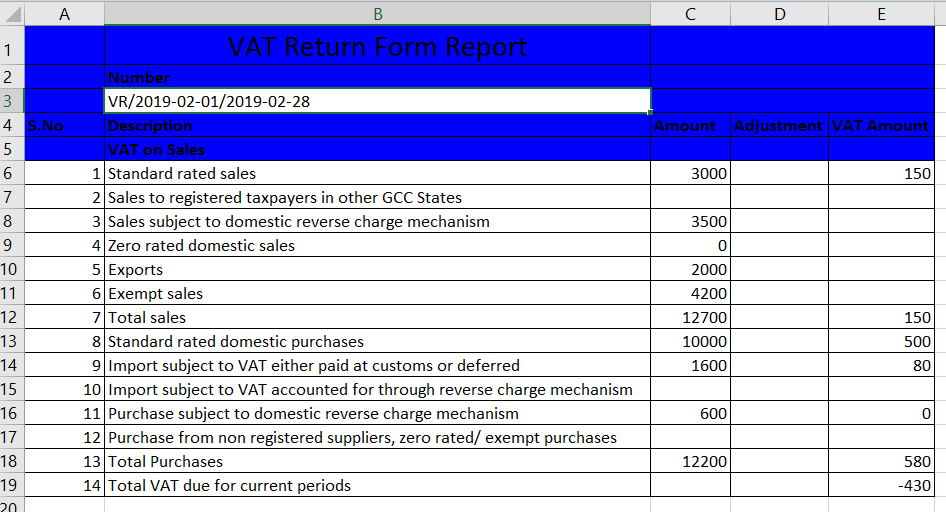 A B C D E
1 VAT Return Form Report
2 Number
3 VR/2019-02-01/2019-02-28
4 S.No Description Amount Adjustment VAT Amount
5 VAT on Sales
6 1 Standard rated sales 3000 150
7 2 Sales to registered taxpayers in other GCC States
8 3 Sales subject to domestic reverse charge mechanism 3500
9 4 Zero rated domestic sales 0
10 5 Exports 2000
11 6 Exempt sales 4200
12 7 Total sales 12700 150
13 8 Standard rated domestic purchases 10000 500
14 9 Import subject to VAT either paid at customs or deferred 1600 80
15 10 Import subject to VAT accounted for through reverse charge mechanism
16 11 Purchase subject to domestic reverse charge mechanism 600 0
17 12 Purchase from non registered suppliers, zero rated/ exempt purchases
18 13 Total Purchases 12200 580
19 14 Total VAT due for current periods -430
20